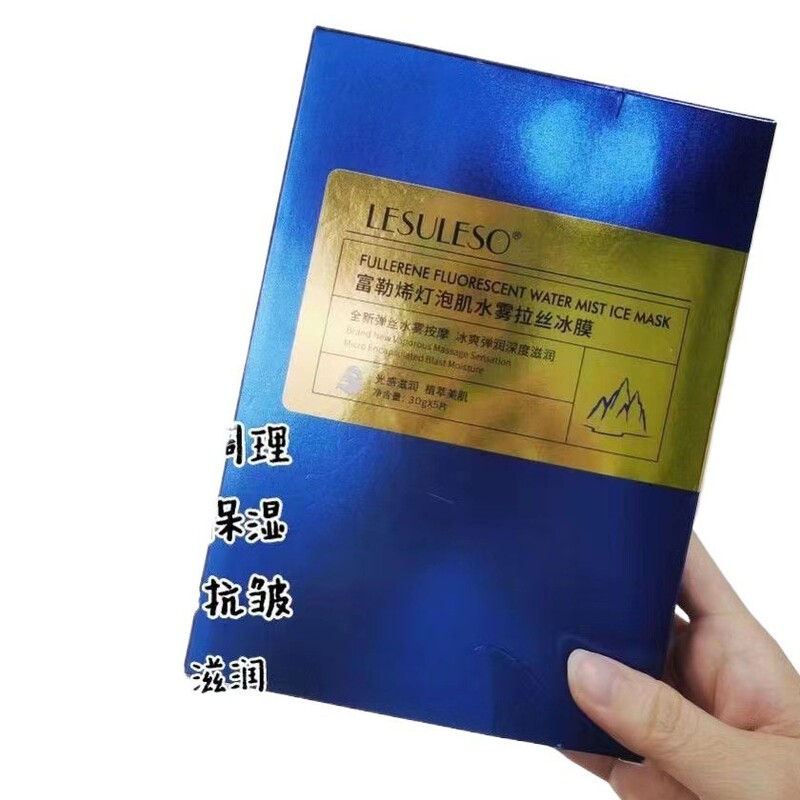 LESULESO®
FULLERENE FLUORESCENT WATER MIST ICE MASK
富勒烯灯泡肌水雾拉丝冰膜
全新弹丝水雾按摩 冰爽弹润深度滋润
Brand New Vaporous Massage Sensation
Micro Encapsulated Blast Moisture
光感滋润 植萃美肌
净含量：30gX5片
调理
保湿
抗皱
滋润